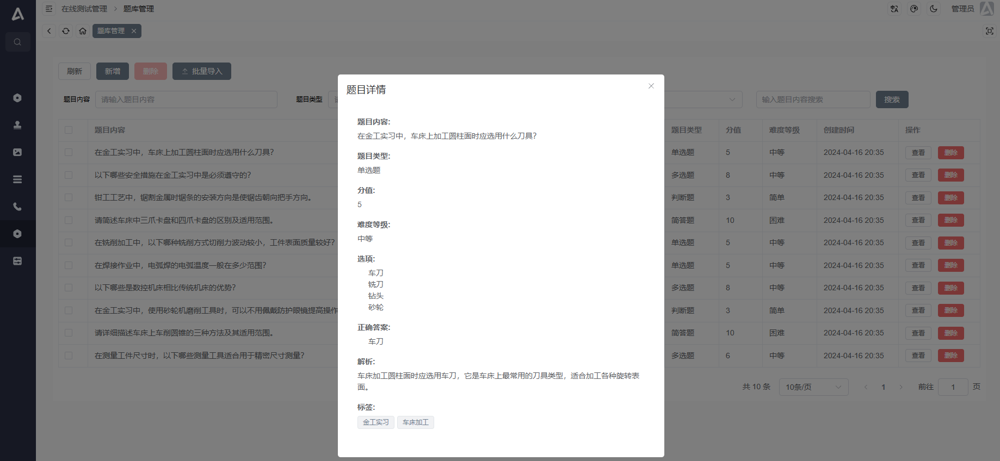 在线测试管理 > 题库管理
管理员
题库管理
刷新 新增 删除 批量导入
题目内容 请输入题目内容 题目类型 输入题目内容搜索 搜索
题目内容 题目类型 分值 难度等级 创建时间 操作
在金工实习中，车床上加工圆柱面时应选用什么刀具? 单选题 5 中等 2024-04-16 20:35 查看 删除
以下哪些安全措施在金工实习中是必须遵守的? 多选题 8 中等 2024-04-16 20:35 查看 删除
钳工工艺中，锯割金属时锯条的安装方向是使锯齿朝向把手方向。 判断题 3 简单 2024-04-16 20:35 查看 删除
请简述车床中三爪卡盘和四爪卡盘的区别及适用范围。 简答题 10 困难 2024-04-16 20:35 查看 删除
在铣削加工中，以下哪种铣削方式切削力波动较小，工件表面质量较好? 单选题 5 中等 2024-04-16 20:35 查看 删除
在焊接作业中，电弧焊的电弧温度一般在多少范围? 单选题 5 中等 2024-04-16 20:35 查看 删除
以下哪些是数控机床相比传统机床的优势? 多选题 8 中等 2024-04-16 20:35 查看 删除
在金工实习中，使用砂轮机磨削工具时，可以不用佩戴防护眼镜提高操作 判断题 3 简单 2024-04-16 20:35 查看 删除
请详细描述车床上车削圆锥的三种方法及其适用范围。 简答题 10 困难 2024-04-16 20:35 查看 删除
在测量工件尺寸时，以下哪些测量工具适合用于精密尺寸测量? 多选题 6 中等 2024-04-16 20:35 查看 删除
共 10 条 10条/页 1 前往 1 页
题目详情
题目内容:
在金工实习中，车床上加工圆柱面时应选用什么刀具?
题目类型:
单选题
分值:
5
难度等级:
中等
选项:
车刀
铣刀
钻头
砂轮
正确答案:
车刀
解析:
车床加工圆柱面时应选用车刀，它是车床上最常用的刀具类型，适合加工各种旋转表
面。
标签:
金工实习 车床加工